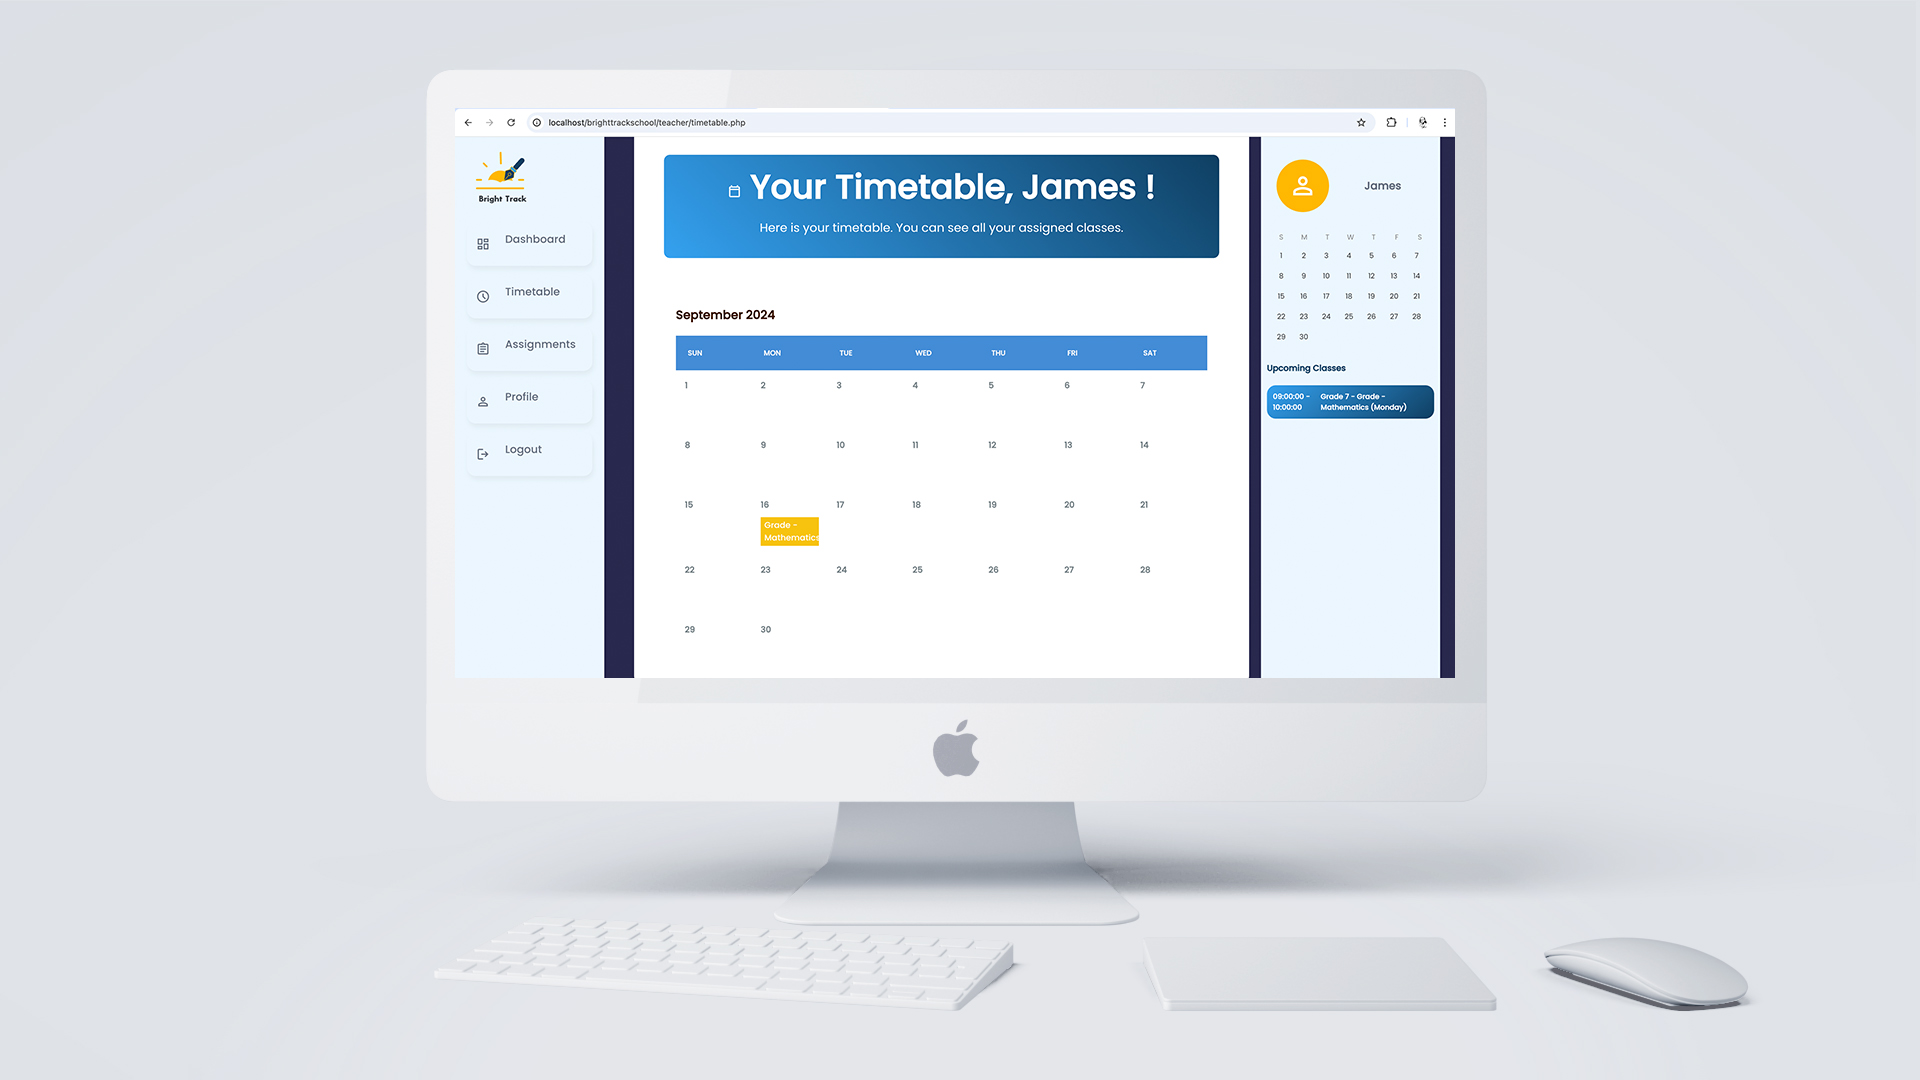 localhost/brighttrackschool/teacher/timetable.php
Bright Track
Dashboard
Timetable
Assignments
Profile
Logout
Your Timetable, James !
Here is your timetable. You can see all your assigned classes.
September 2024
SUN MON TUE WED THU FRI SAT
1 2 3 4 5 6 7
8 9 10 11 12 13 14
15 16 17 18 19 20 21
Grade -
Mathematics
22 23 24 25 26 27 28
29 30
James
S M T W T F S
1 2 3 4 5 6 7
8 9 10 11 12 13 14
15 16 17 18 19 20 21
22 23 24 25 26 27 28
29 30
Upcoming Classes
09:00:00 - Grade 7 - Grade -
10:00:00 Mathematics (Monday)